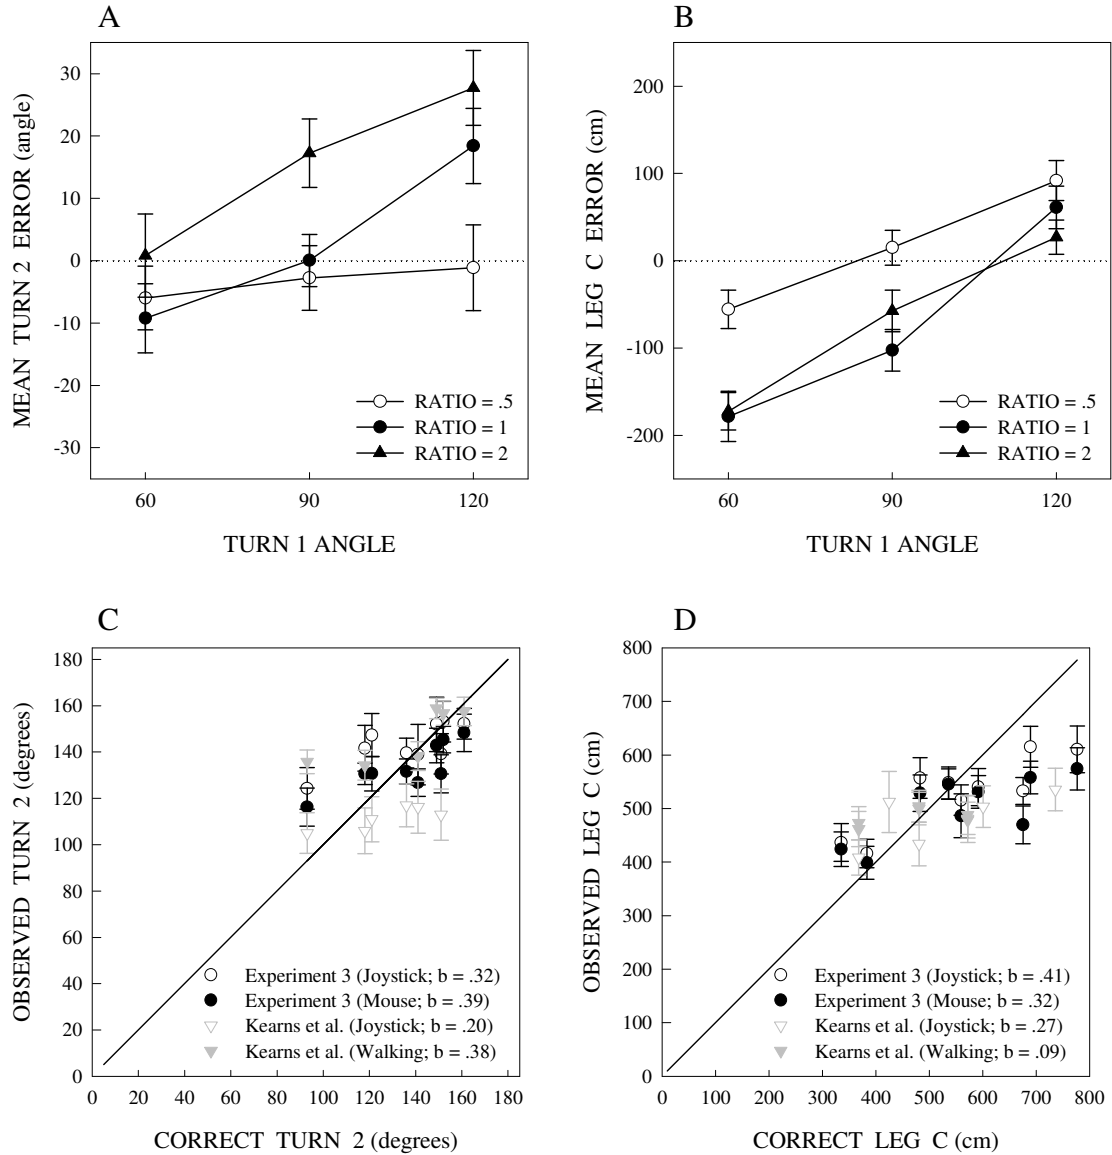 A
MEAN TURN 2 ERROR (angle)
30
20
10
0
-10
-20
-30
RATIO = .5
RATIO = 1
RATIO = 2
60
90
120
TURN 1 ANGLE
B
MEAN LEG C ERROR (cm)
200
100
0
-100
-200
RATIO = .5
RATIO = 1
RATIO = 2
60
90
120
TURN 1 ANGLE
C
OBSERVED TURN 2 (degrees)
180
160
140
120
100
80
60
40
20
0
Experiment 3 (Joystick; b = .32)
Experiment 3 (Mouse; b = .39)
Kearns et al. (Joystick; b = .20)
Kearns et al. (Walking; b = .38)
0
20
40
60
80
100
120
140
160
180
CORRECT TURN 2 (degrees)
D
OBSERVED LEG C (cm)
800
700
600
500
400
300
200
100
0
Experiment 3 (Joystick; b = .41)
Experiment 3 (Mouse; b = .32)
Kearns et al. (Joystick; b = .27)
Kearns et al. (Walking; b = .09)
0
100
200
300
400
500
600
700
800
CORRECT LEG C (cm)